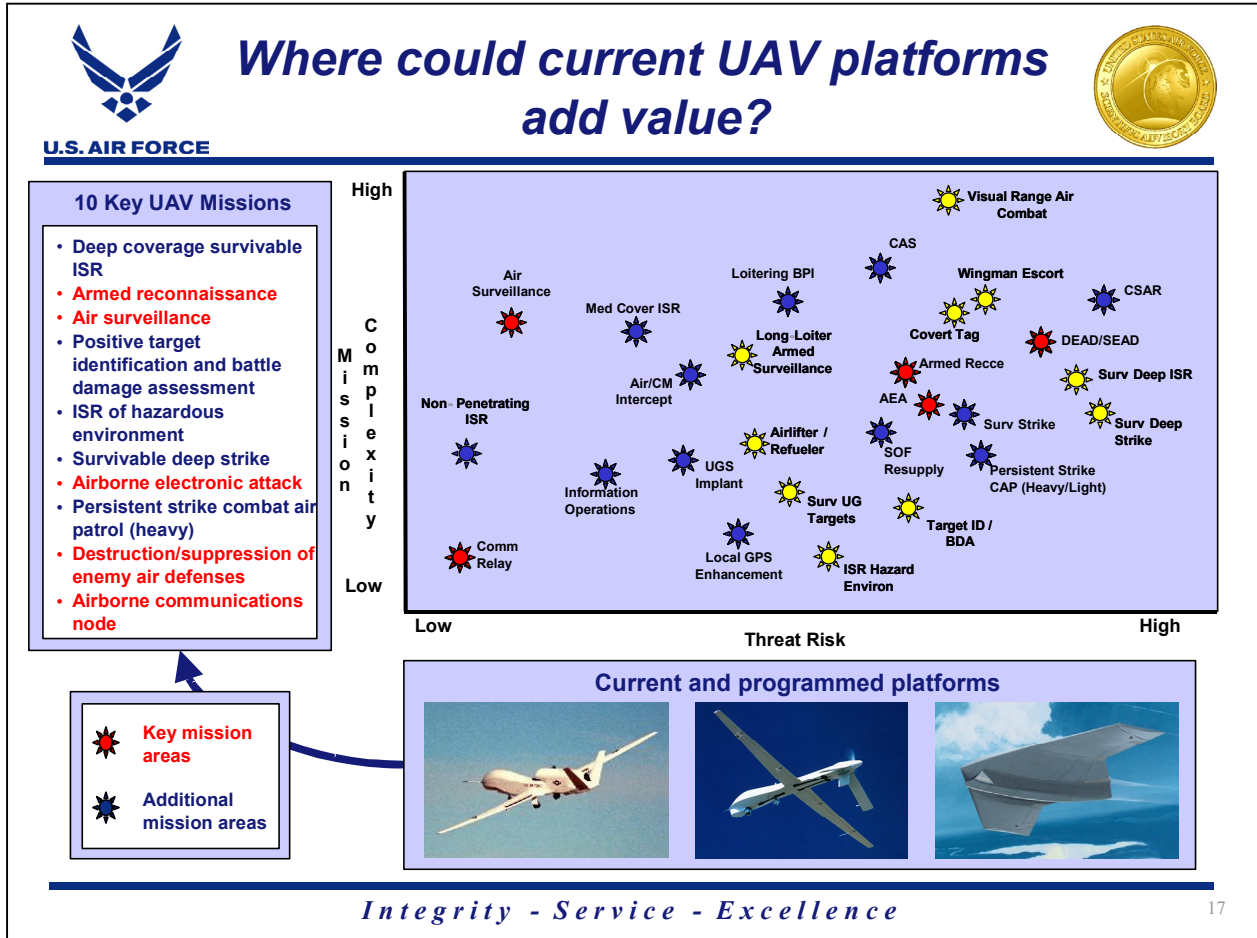 Where could current UAV platforms
add value?
U.S. AIR FORCE
UNITED STATES AIR FORCE
SCIENTIFIC ADVISORY BOARD
10 Key UAV Missions
• Deep coverage survivable
ISR
• Armed reconnaissance
• Air surveillance
• Positive target
identification and battle
damage assessment
• ISR of hazardous
environment
• Survivable deep strike
• Airborne electronic attack
• Persistent strike combat air
patrol (heavy)
• Destruction/suppression of
enemy air defenses
• Airborne communications
node
High
Mission
Complexity
Low
Visual Range Air
Combat
CAS
Loitering BPI
Wingman Escort
CSAR
Air
Surveillance
Med Cover ISR
Covert Tag
DEAD/SEAD
Long-Loiter
Armed
Surveillance
Armed Recce
Surv Deep ISR
Air/CM
Intercept
AEA
Non- Penetrating
ISR
Surv Strike
Surv Deep
Strike
Airlifter /
Refueler
SOF
Resupply
Persistent Strike
CAP (Heavy/Light)
UGS
Implant
Information
Operations
Surv UG
Targets
Target ID /
BDA
Comm
Relay
Local GPS
Enhancement
ISR Hazard
Environ
Low
Threat Risk
High
Key mission
areas
Additional
mission areas
Current and programmed platforms
Integrity - Service - Excellence
17